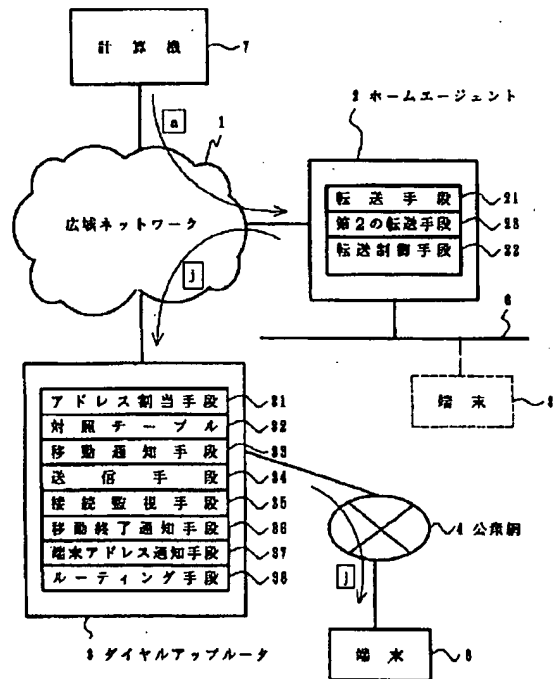 計算機
7
a
1
広域ネットワーク
j
2 ホームエージェント
転送手段
21
第2の転送手段
23
転送制御手段
22
6
端末
アドレス割当手段
31
対照テーブル
32
移動通知手段
33
送信手段
34
接続監視手段
35
移動終了通知手段
36
端末アドレス通知手段
37
ルーティング手段
38
3 ダイヤルアップルータ
4 公衆網
j
端末